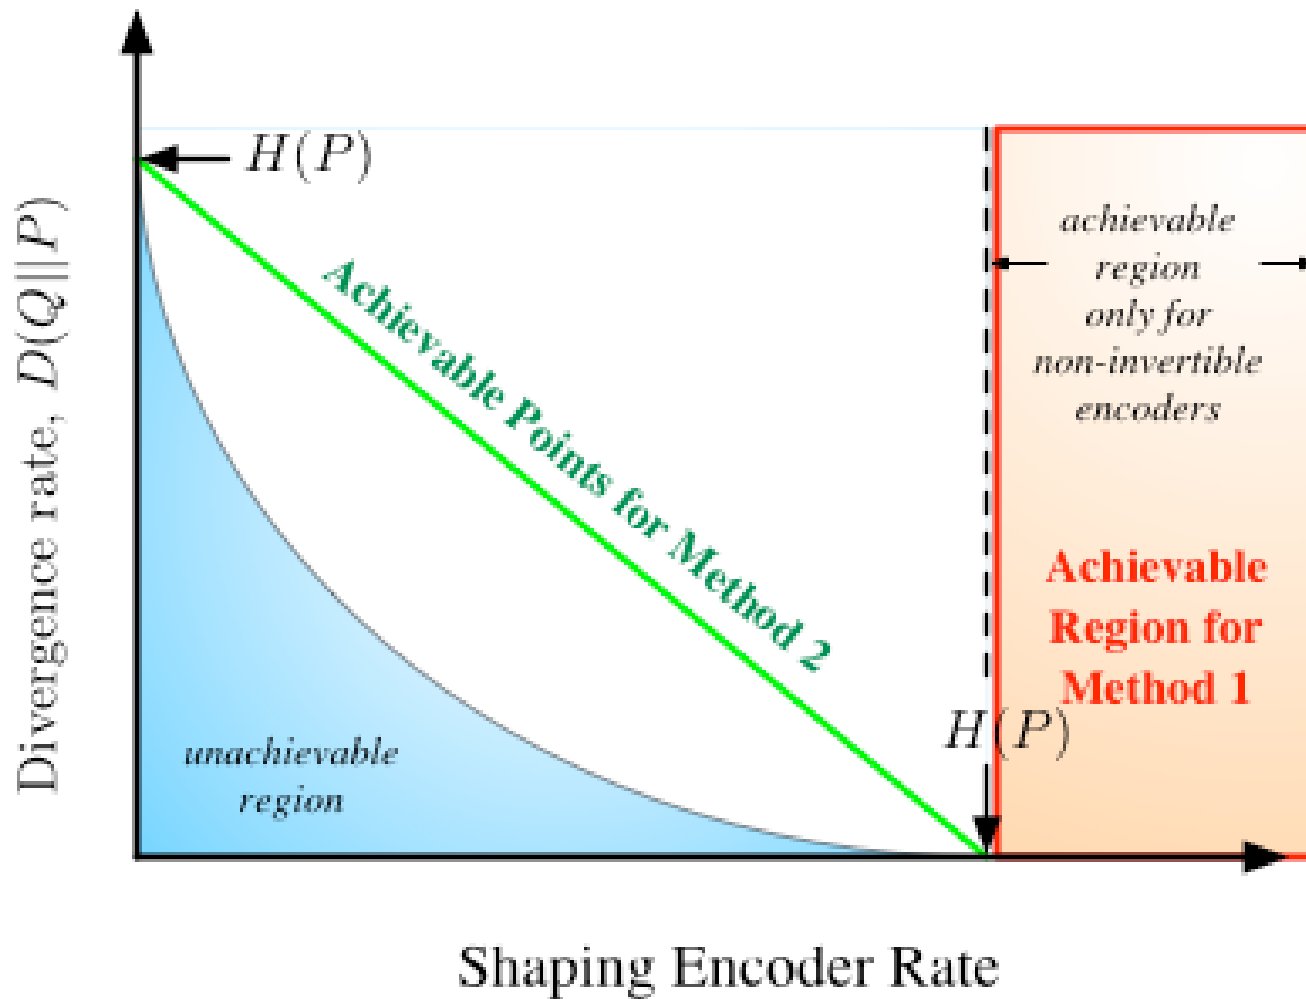 H(P)
Divergence rate, D(Q||P)
Achievable Points for Method 2
achievable
region
only for
non-invertible
encoders
Achievable
Region for
Method 1
H(P)
unachievable
region
Shaping Encoder Rate